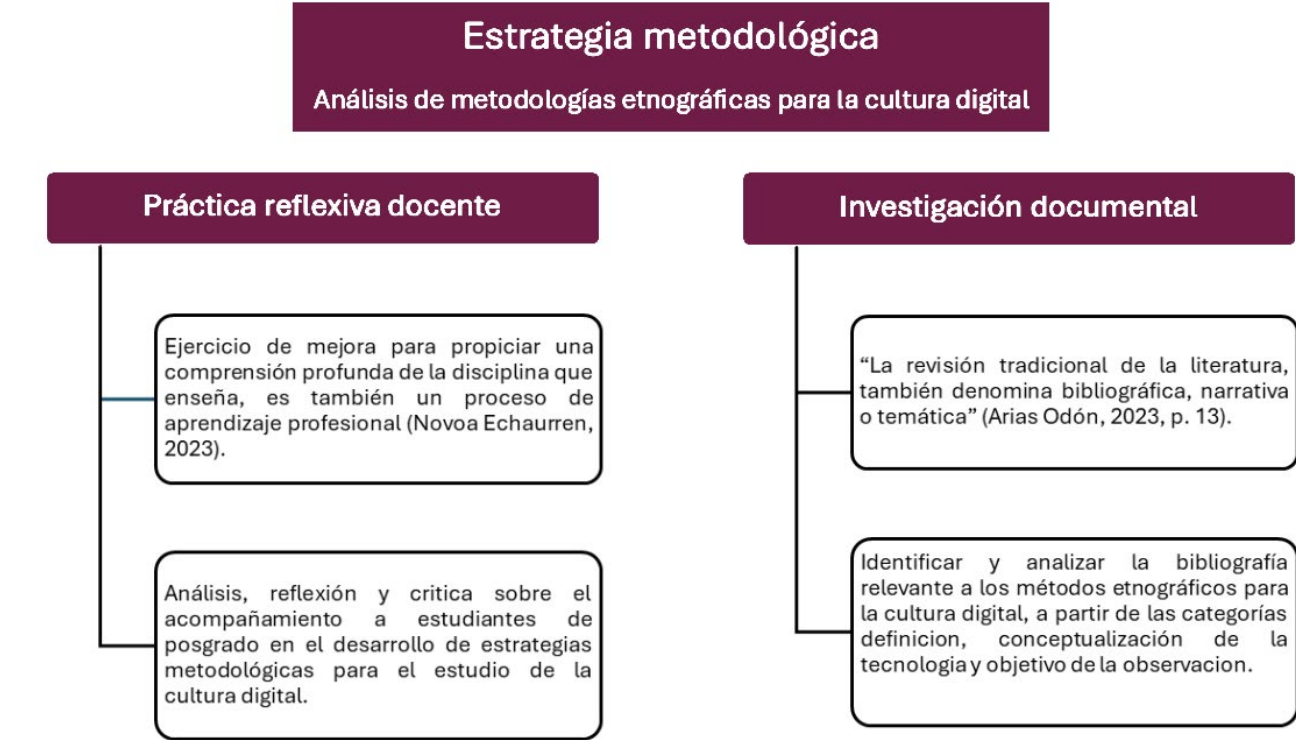 Estrategia metodológica
Análisis de metodologías etnográficas para la cultura digital
Práctica reflexiva docente
Ejercicio de mejora para propiciar una
comprensión profunda de la disciplina que
enseña, es también un proceso de
aprendizaje profesional (Novoa Echaurren,
2023).
Análisis, reflexión y critica sobre el
acompañamiento a estudiantes de
posgrado en el desarrollo de estrategias
metodológicas para el estudio de la
cultura digital.
Investigación documental
“La revisión tradicional de la literatura,
también denomina bibliográfica, narrativa
o temática” (Arias Odón, 2023, p. 13).
Identificar y analizar la bibliografía
relevante a los métodos etnográficos para
la cultura digital, a partir de las categorías
definicion, conceptualización de la
tecnologia y objetivo de la observacion.